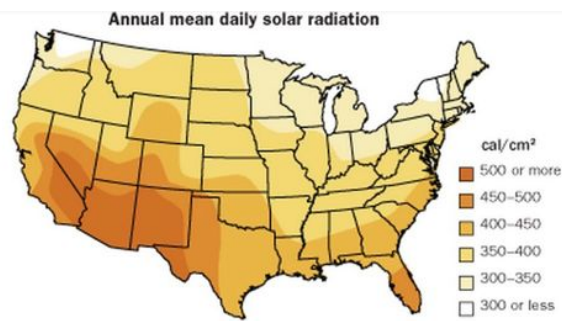 Annual mean daily solar radiation
cal/cm²
500 or more
450–500
400–450
350–400
300–350
300 or less